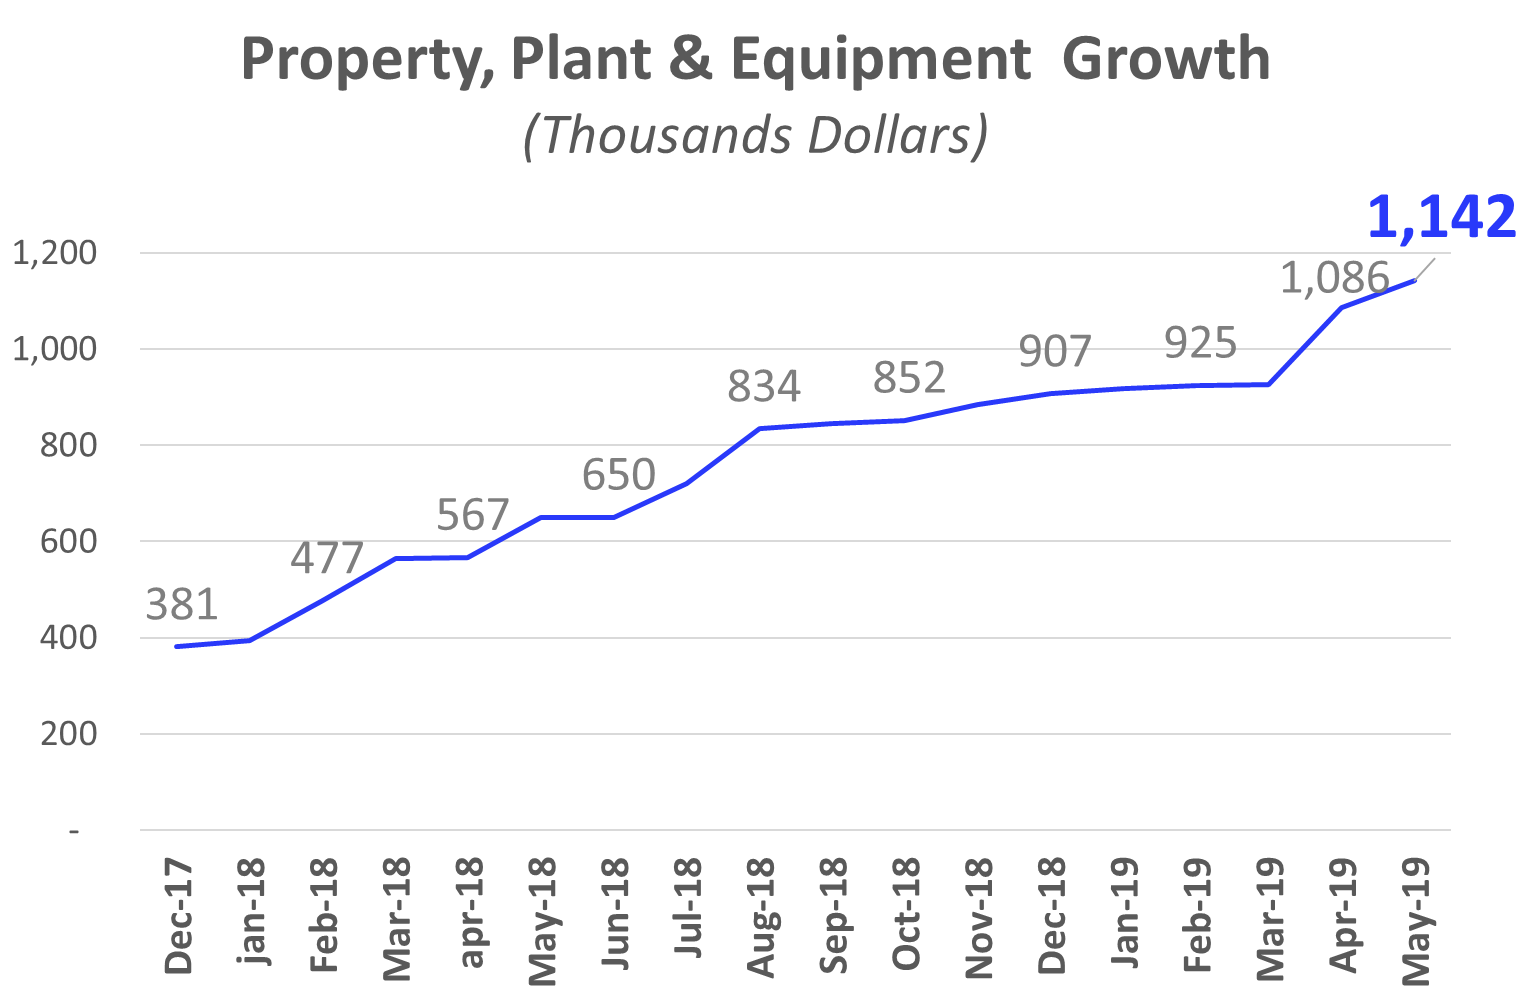 Property, Plant & Equipment  Growth
(Thousands Dollars)
1,142
1,200
1,086
1,000
925
907
852
834
800
650
567
600
477
381
400
200
-
Dec-17
jan-18
Feb-18
Mar-18
apr-18
May-18
Jun-18
Jul-18
Aug-18
Sep-18
Oct-18
Nov-18
Dec-18
Jan-19
Feb-19
Mar-19
Apr-19
May-19